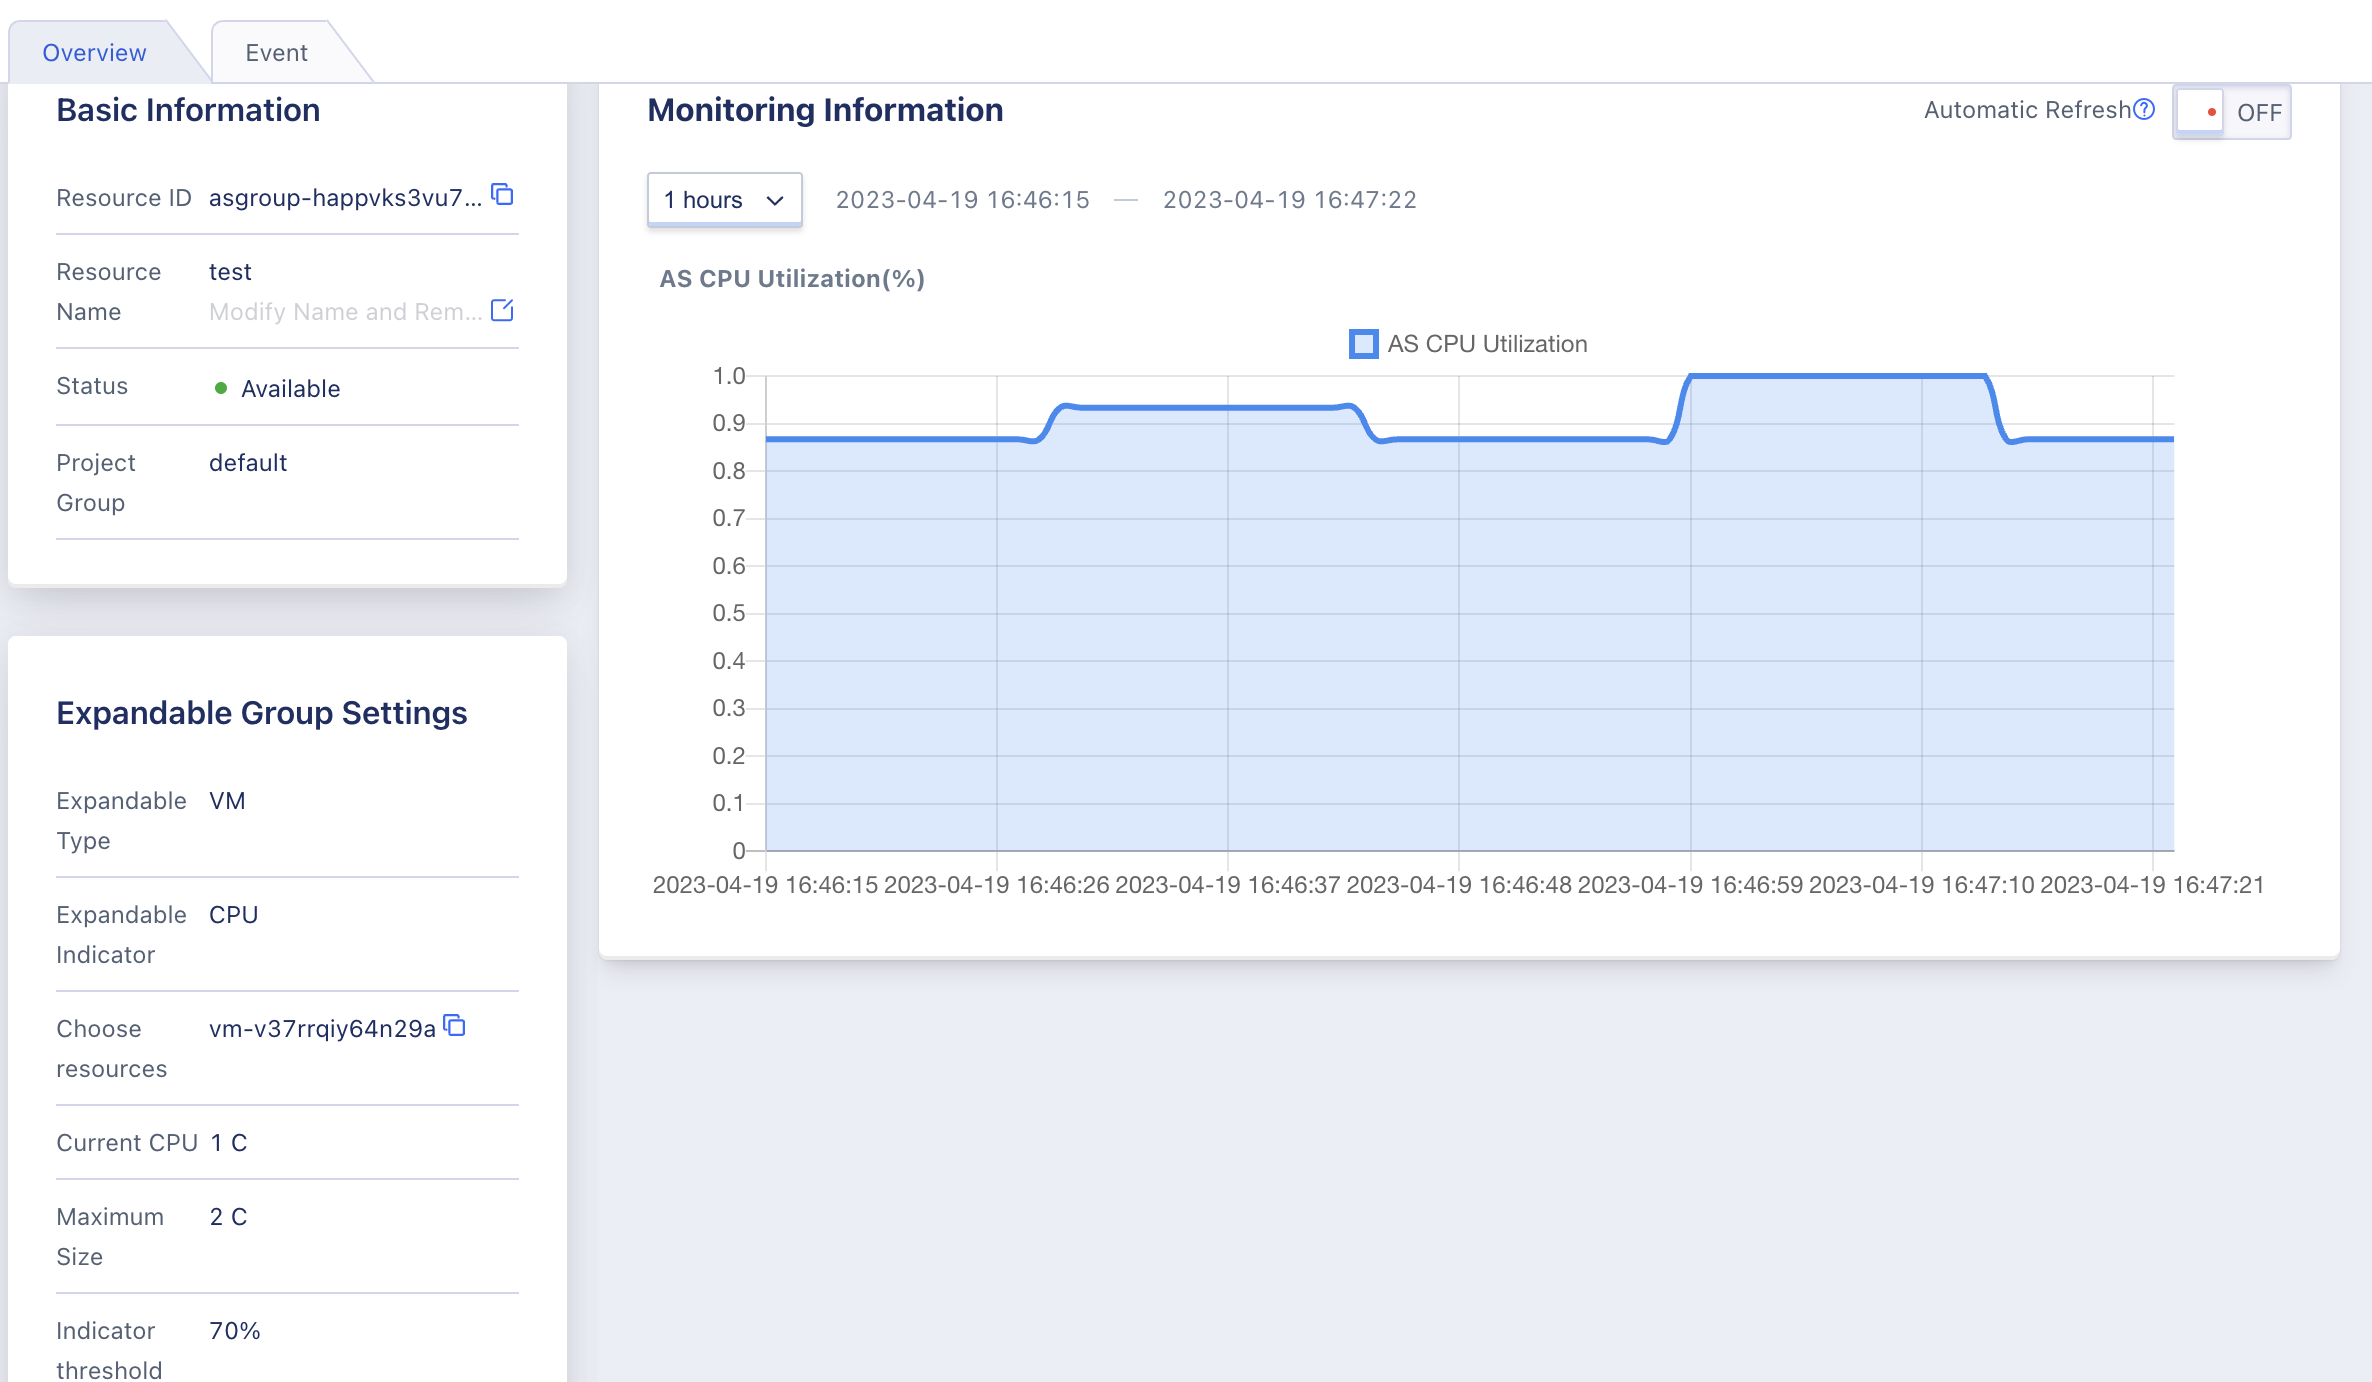 Overview
Event
Basic Information
Resource ID asgroup-happvks3vu7...
Resource Name test
Modify Name and Rem...
Status Available
Project Group default
Expandable Group Settings
Expandable Type VM
Expandable Indicator CPU
Choose resources vm-v37rrqiy64n29a
Current CPU 1 C
Maximum Size 2 C
Indicator threshold 70%
Monitoring Information
Automatic Refresh ? OFF
1 hours 2023-04-19 16:46:15 — 2023-04-19 16:47:22
AS CPU Utilization(%)
AS CPU Utilization
1.0
0.9
0.8
0.7
0.6
0.5
0.4
0.3
0.2
0.1
0
2023-04-19 16:46:15 2023-04-19 16:46:26 2023-04-19 16:46:37 2023-04-19 16:46:48 2023-04-19 16:46:59 2023-04-19 16:47:10 2023-04-19 16:47:21